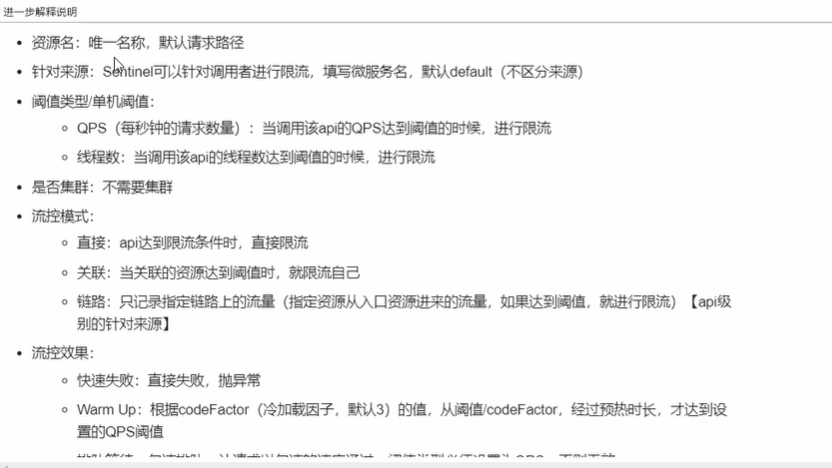 进一步解释说明
资源名：唯一名称，默认请求路径
针对来源：Sentinel可以针对调用者进行限流，填写微服务名，默认default（不区分来源）
阈值类型/单机阈值：
QPS（每秒钟的请求数量）：当调用该api的QPS达到阈值的时候，进行限流
线程数：当调用该api的线程数达到阈值的时候，进行限流
是否集群：不需要集群
流控模式：
直接：api达到限流条件时，直接限流
关联：当关联的资源达到阈值时，就限流自己
链路：只记录指定链路上的流量（指定资源从入口资源进来的流量，如果达到阈值，就进行限流）【api级
别的针对来源】
流控效果：
快速失败：直接失败，抛异常
Warm Up：根据codeFactor（冷加载因子，默认3）的值，从阈值/codeFactor，经过预热时长，才达到设
置的QPS阈值